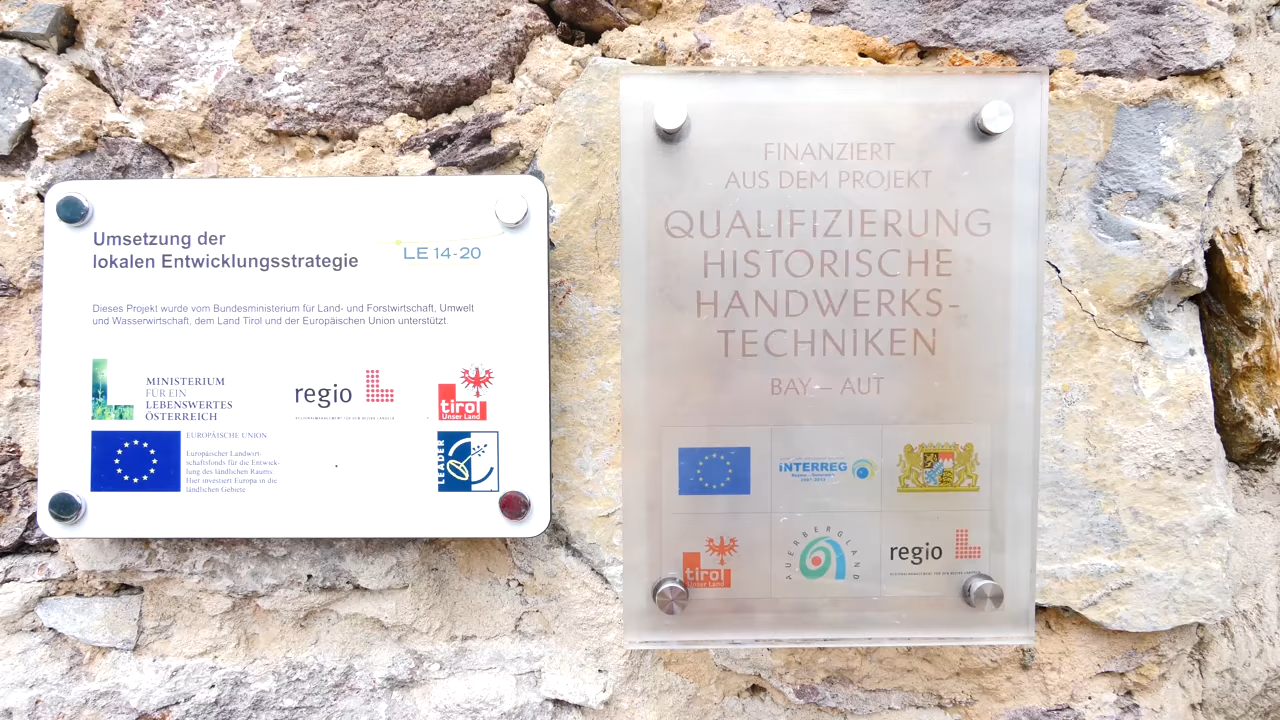 Umsetzung der
lokalen Entwicklungsstrategie
LE 14-20
Dieses Projekt wurde vom Bundesministerium für Land- und Forstwirtschaft, Umwelt
und Wasserwirtschaft, dem Land Tirol und der Europäischen Union unterstützt.
MINISTERIUM
FÜR EIN
LEBENSWERTES
ÖSTERREICH
regio L
tirol
Unser Land
EUROPÄISCHE UNION
Europäischer Landwirt-
schaftsfonds für die Entwick-
lung des ländlichen Raums
Hier investiert Europa in die
ländlichen Gebiete
LEADER
FINANZIERT
AUS DEM PROJEKT
QUALIFIZIERUNG
HISTORISCHE
HANDWERKS-
TECHNIKEN
BAY – AUT
INTERREG
2007-2013
tirol
Unser Land
AUERBERGLAND
regio L